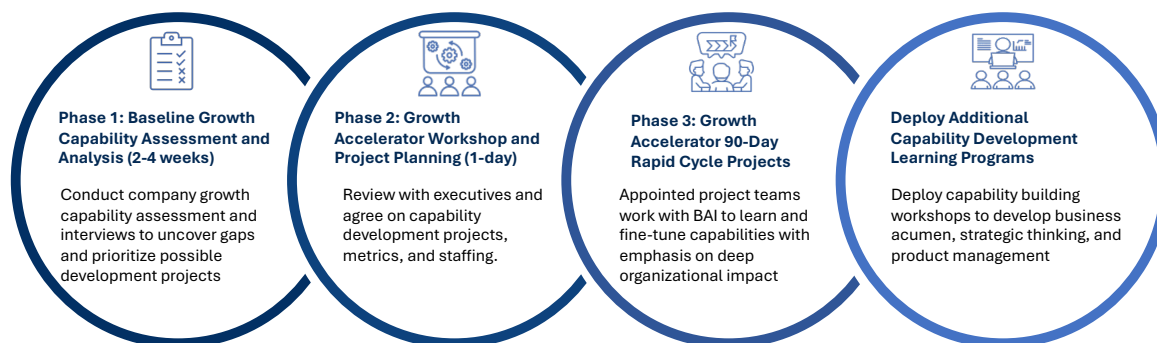 Phase 1: Baseline Growth
Capability Assessment and
Analysis (2-4 weeks)
Conduct company growth
capability assessment and
interviews to uncover gaps
and prioritize possible
development projects
Phase 2: Growth
Accelerator Workshop and
Project Planning (1-day)
Review with executives and
agree on capability
development projects,
metrics, and staffing.
Phase 3: Growth
Accelerator 90-Day
Rapid Cycle Projects
Appointed project teams
work with BAI to learn and
fine-tune capabilities with
emphasis on deep
organizational impact
Deploy Additional
Capability Development
Learning Programs
Deploy capability building
workshops to develop business
acumen, strategic thinking, and
product management